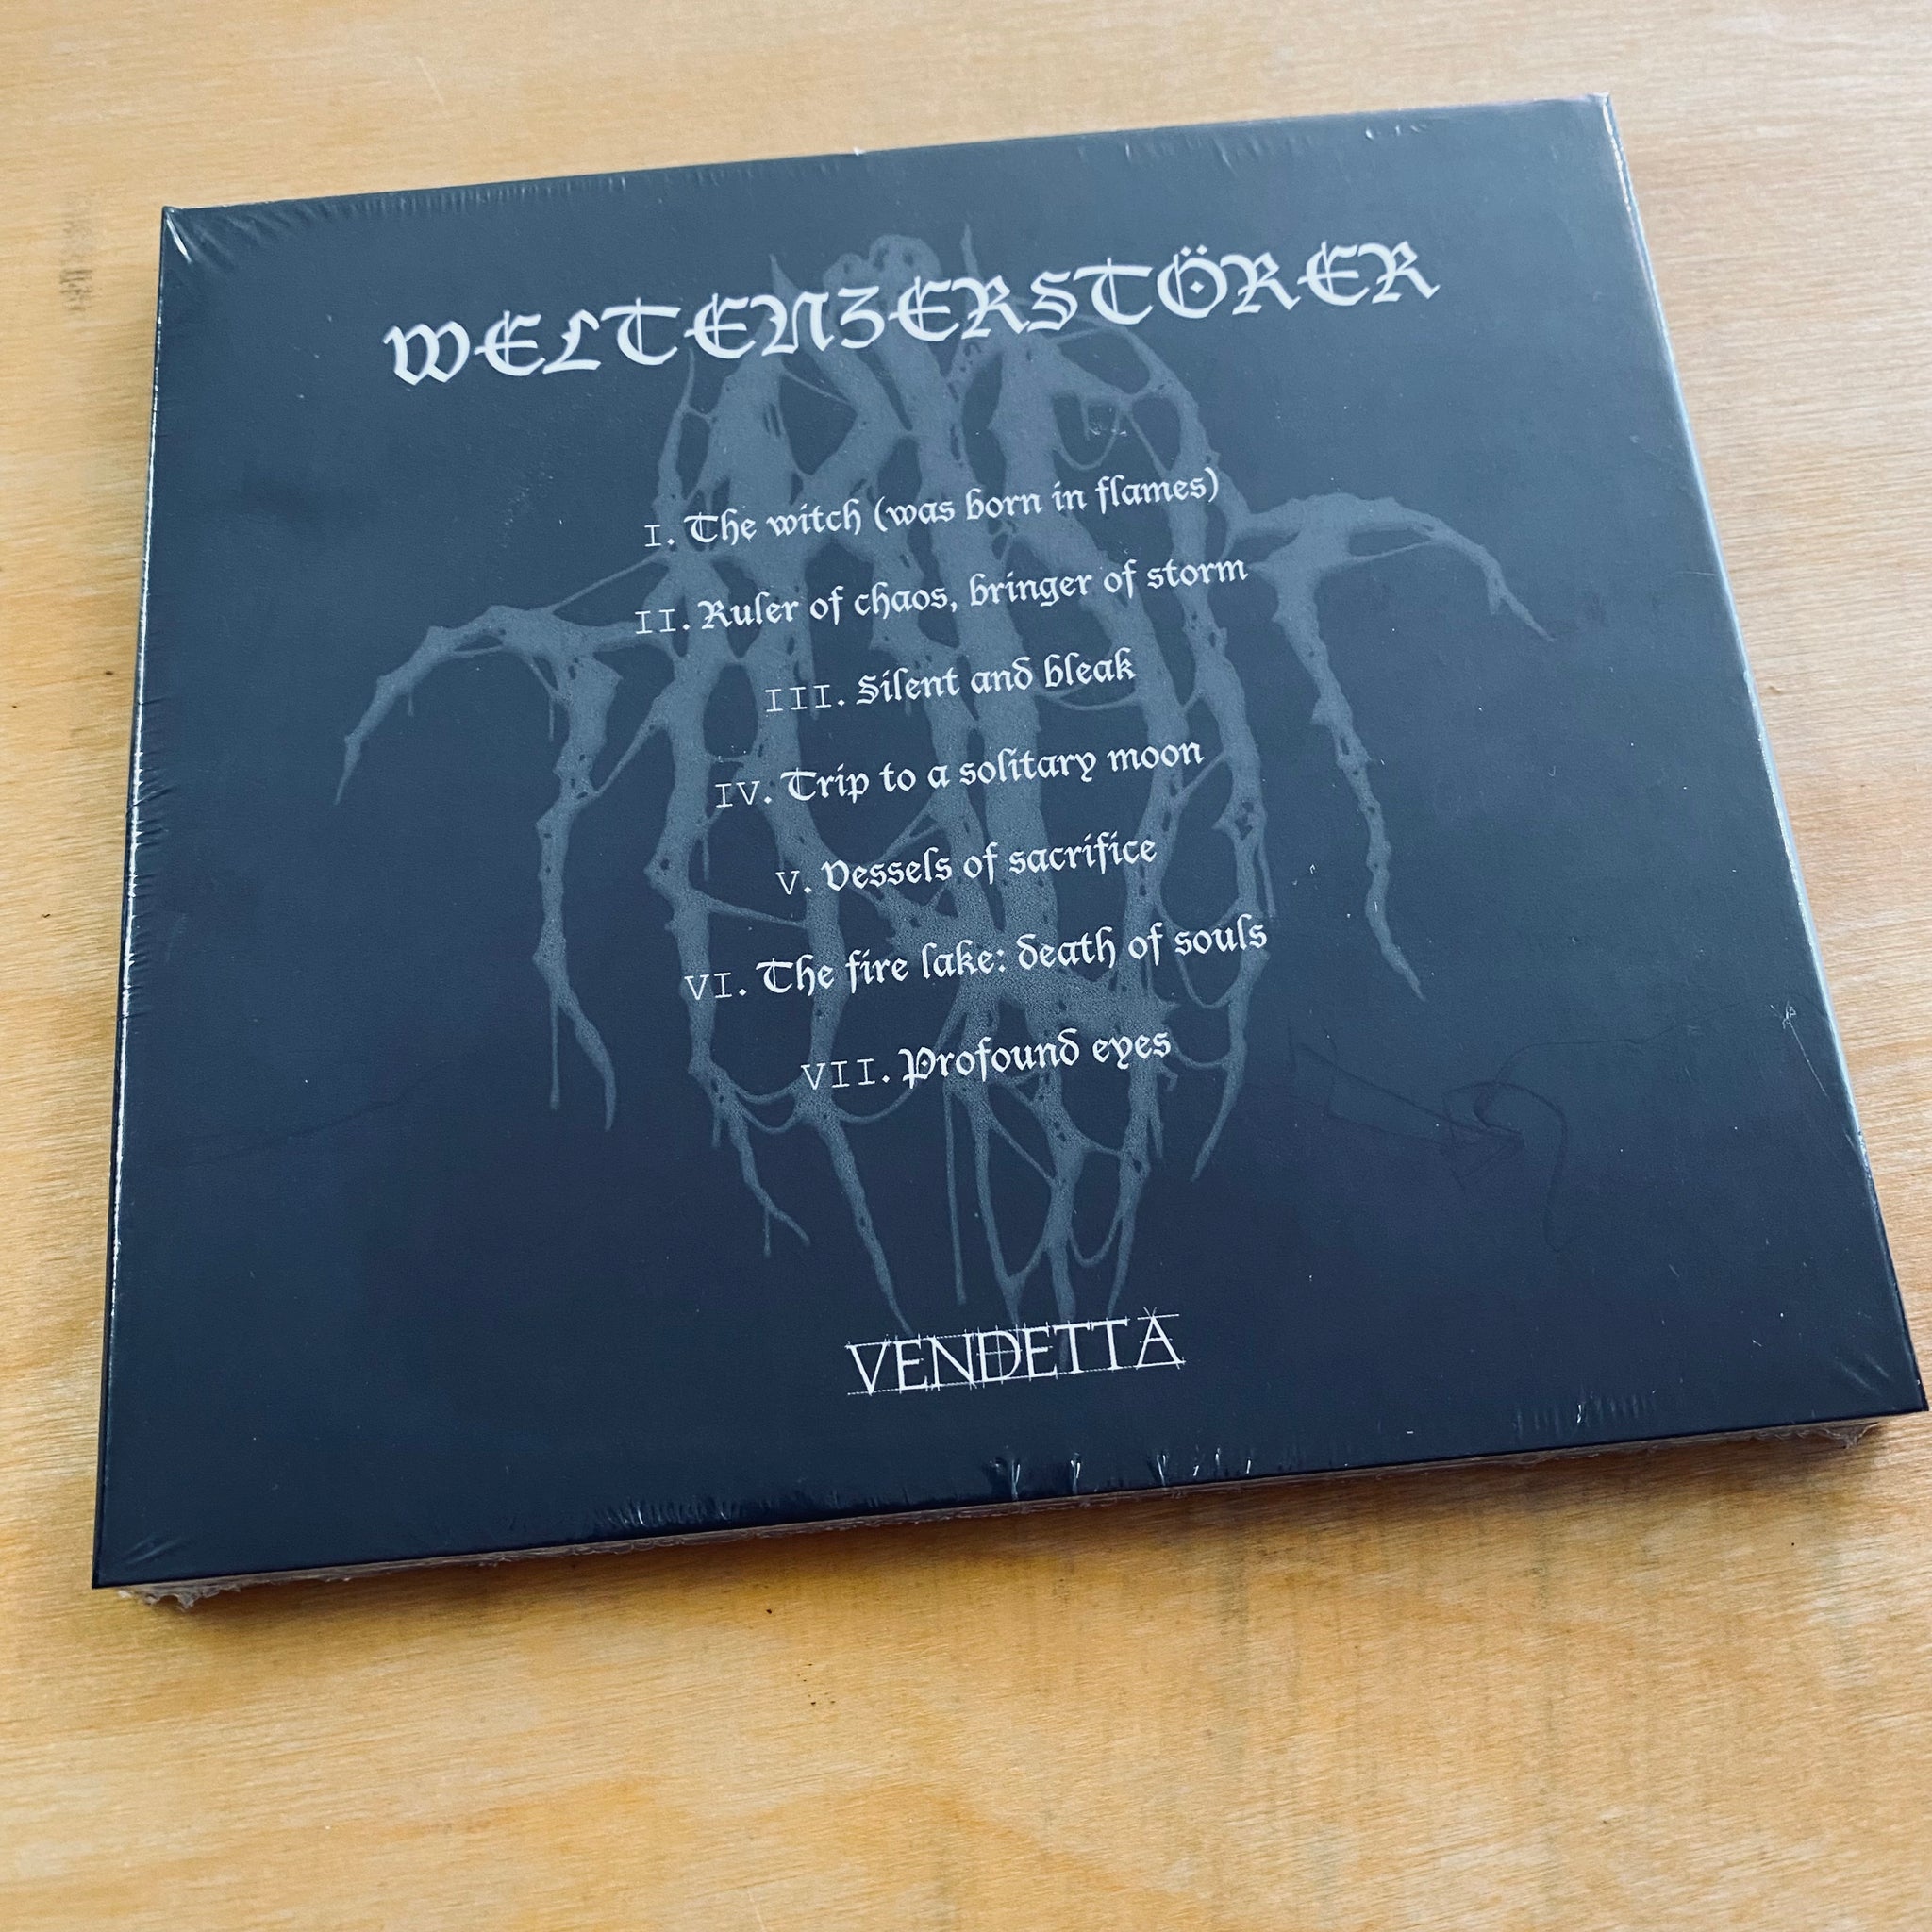 WELTENZERSTÖRER
I. The witch (was born in flames)
II. Ruler of chaos, bringer of storm
III. Silent and bleak
IV. Trip to a solitary moon
V. Vessels of sacrifice
VI. The fire lake: death of souls
VII. Profound eyes
VENDETTA